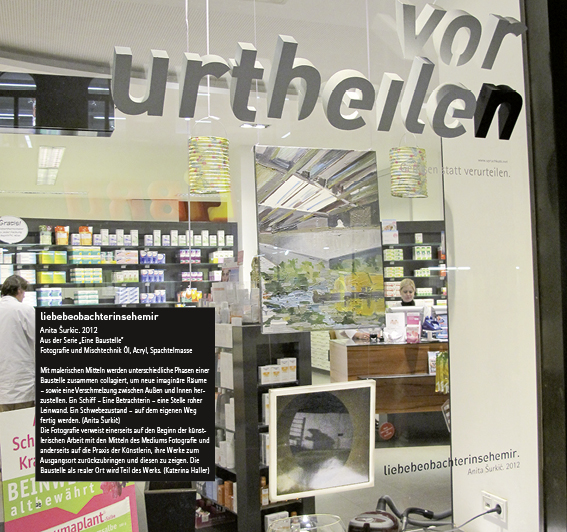 vor
urtheilen
statt verurteilen.
Gracie!
liebebeobachterinsehemir
Anita Šurkić. 2012
Aus der Serie „Eine Baustelle“
Fotografie und Mischtechnik Öl, Acryl, Spachtelmasse
Mit malerischen Mitteln werden unterschiedliche Phasen einer
Baustelle zusammen collagiert, um neue imaginäre Räume
– sowie eine Verschmelzung zwischen Außen und Innen her-
zustellen. Ein Schiff – Eine Betrachterin – eine Stelle roher
Leinwand. Ein Schwebezustand – auf dem eigenen Weg
fertig werden. (Anita Šurkić)
Die Fotografie verweist einerseits auf den Beginn der künst-
lerischen Arbeit mit den Mitteln des Mediums Fotografie und
anderseits auf die Praxis der Künstlerin, ihre Werke zum
Ausgangsort zurückzubringen und diesen zu zeigen. Die
Baustelle als realer Ort wird Teil des Werks. (Katerina Haller)
liebebeobachterinsehemir.
Anita Šurkić. 2012
BEINW
altbewährt
umaplant